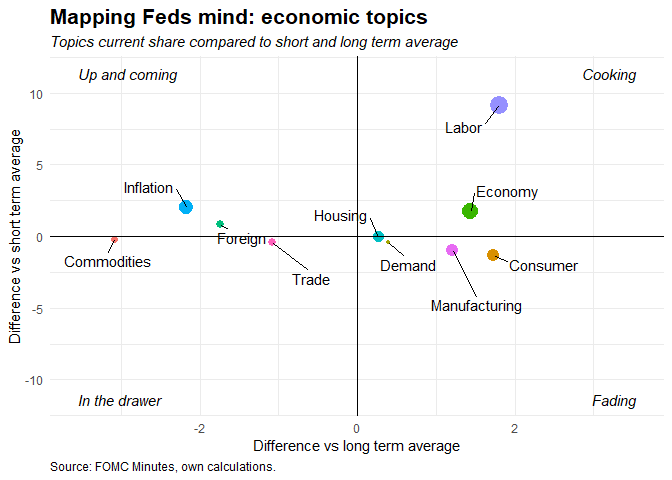 Mapping Feds mind: economic topics
Topics current share compared to short and long term average
Up and coming
Cooking
10
Labor
5
Inflation
Economy
Housing
Foreign
0
Commodities
Demand
Consumer
Trade
Manufacturing
-5
-10
In the drawer
Fading
-2
0
2
Difference vs short term average
Difference vs long term average
Source: FOMC Minutes, own calculations.